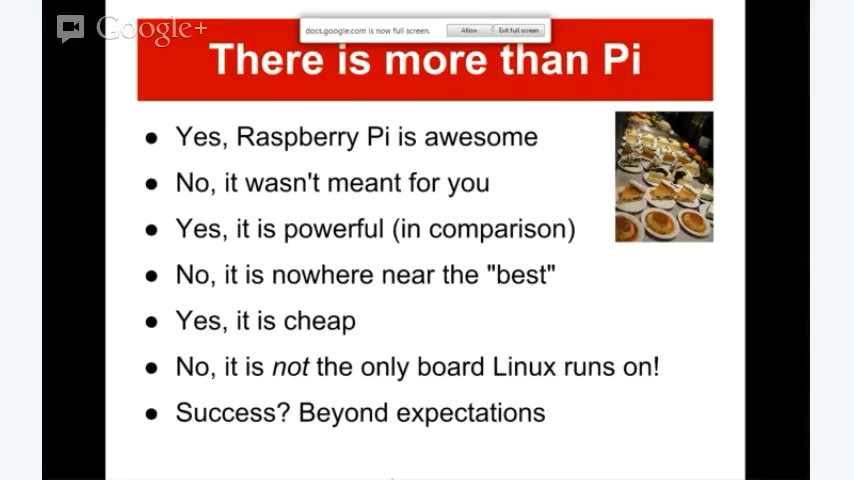 Google+
docs.google.com is now full screen.
Allow
Exit full screen
There is more than Pi
● Yes, Raspberry Pi is awesome
● No, it wasn't meant for you
● Yes, it is powerful (in comparison)
● No, it is nowhere near the "best"
● Yes, it is cheap
● No, it is not the only board Linux runs on!
● Success? Beyond expectations